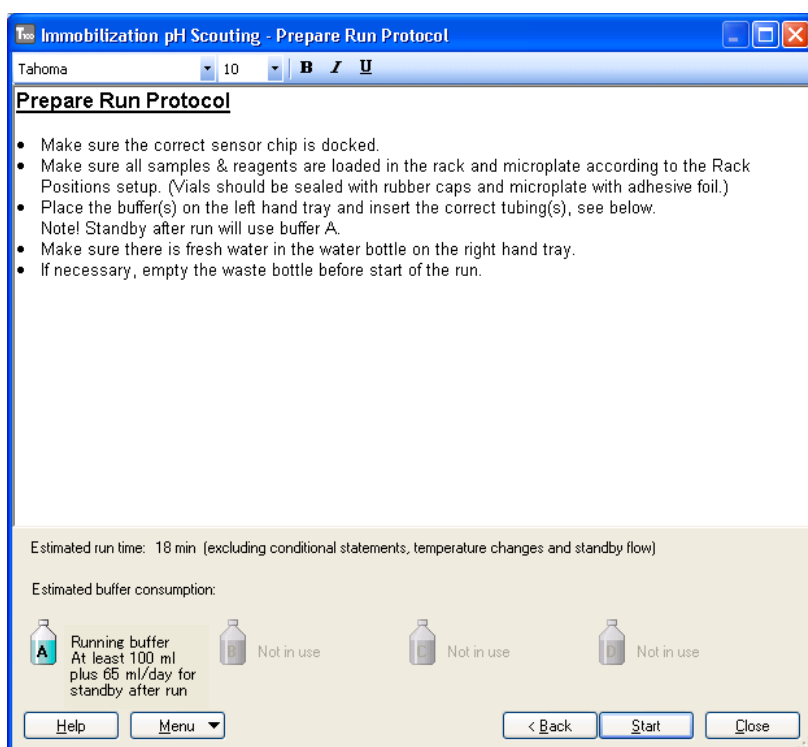 T100 Immobilization pH Scouting - Prepare Run Protocol
Tahoma 10 B I U
Prepare Run Protocol
• Make sure the correct sensor chip is docked.
• Make sure all samples & reagents are loaded in the rack and microplate according to the Rack
Positions setup. (Vials should be sealed with rubber caps and microplate with adhesive foil.)
• Place the buffer(s) on the left hand tray and insert the correct tubing(s), see below.
Note! Standby after run will use buffer A.
• Make sure there is fresh water in the water bottle on the right hand tray.
• If necessary, empty the waste bottle before start of the run.
Estimated run time: 18 min (excluding conditional statements, temperature changes and standby flow)
Estimated buffer consumption:
A
Running buffer
At least 100 ml
plus 65 ml/day for
standby after run
B Not in use
C Not in use
D Not in use
Help Menu < Back Start Close